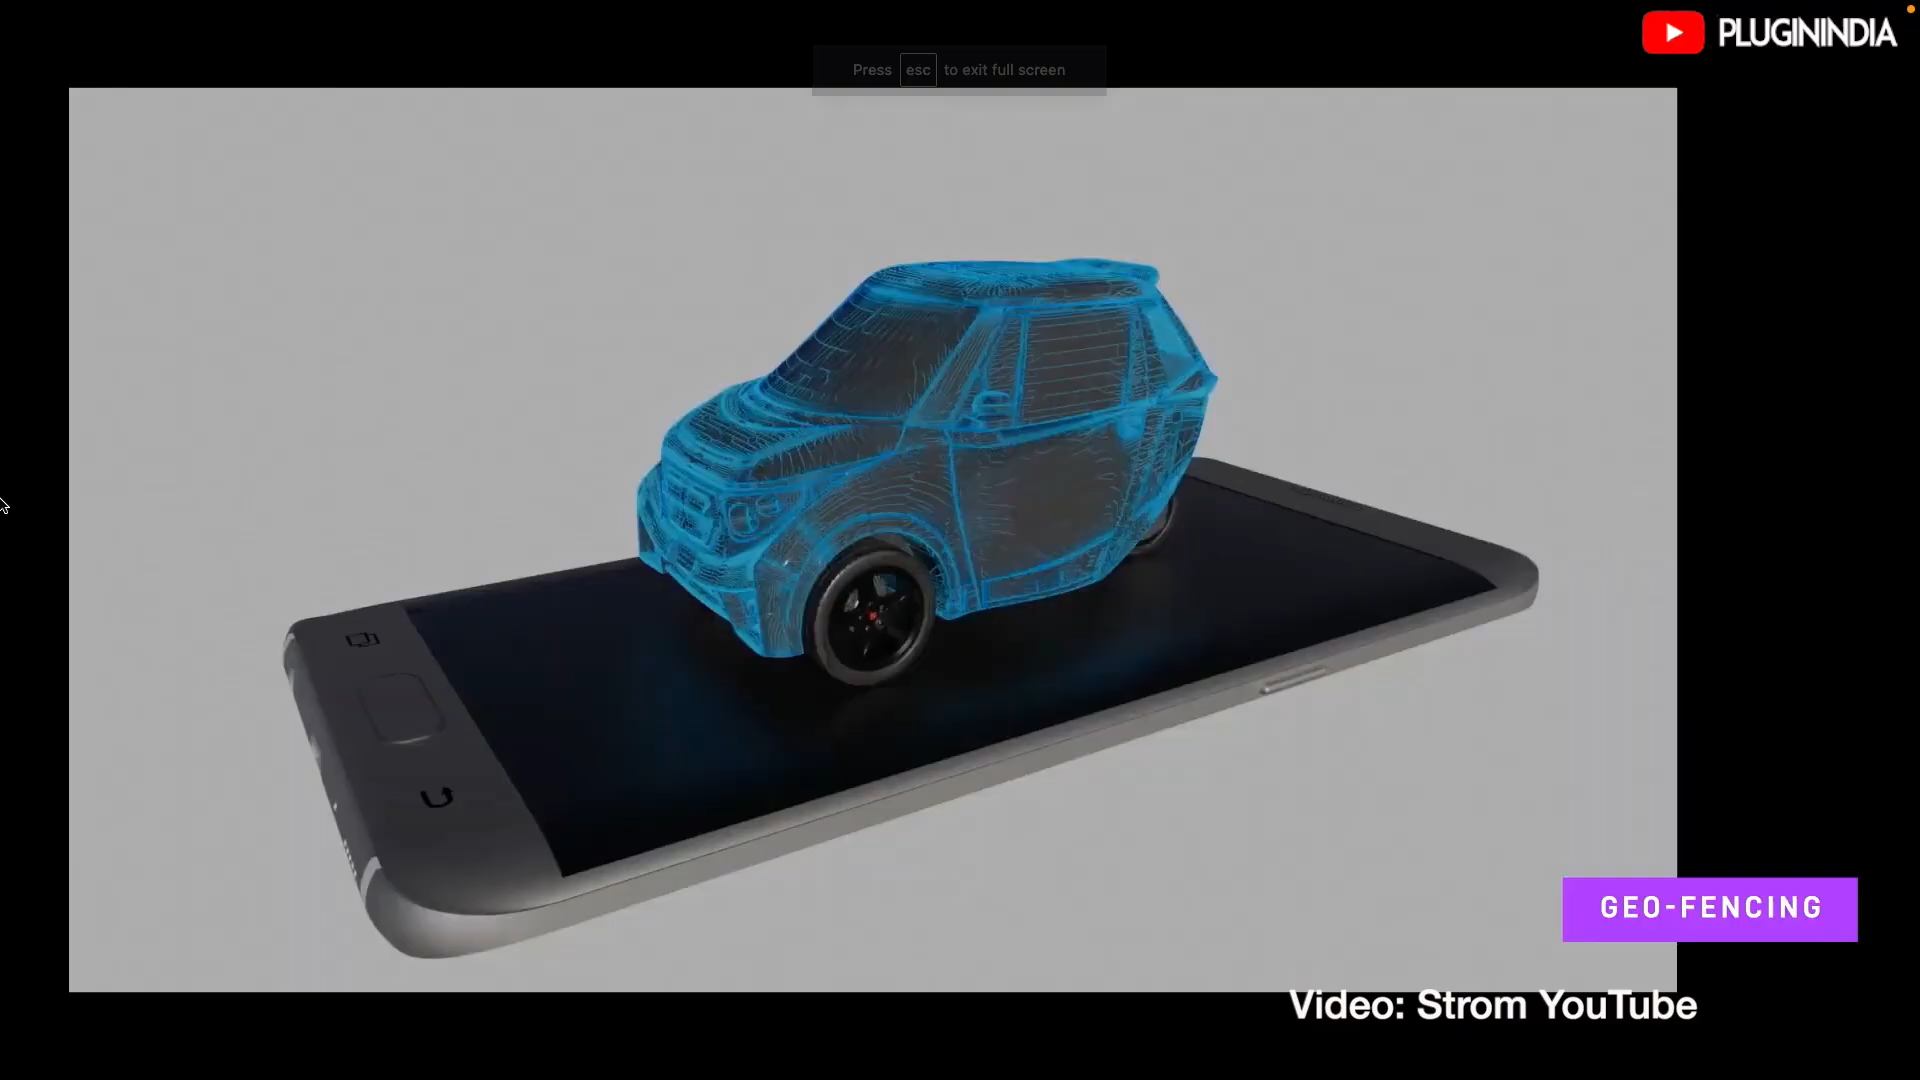 PLUGININDIA
Press esc to exit full screen
GEO-FENCING
Video: Strom YouTube